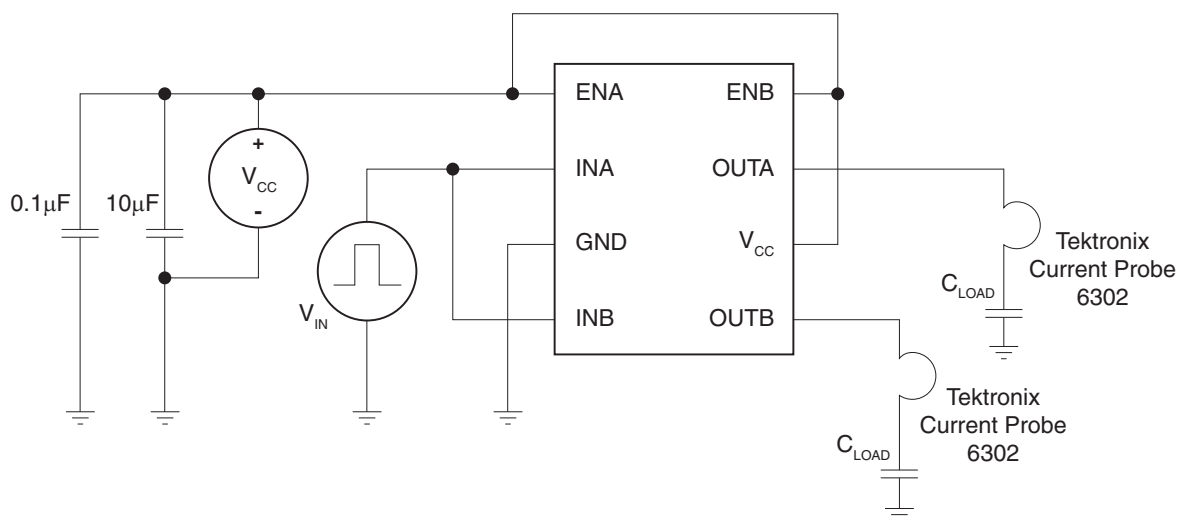 ENA
ENB
INA
OUTA
GND
V_CC
INB
OUTB
+
V_CC
-
0.1μF
10μF
V_IN
Tektronix
Current Probe
6302
C_LOAD
Tektronix
Current Probe
6302
C_LOAD